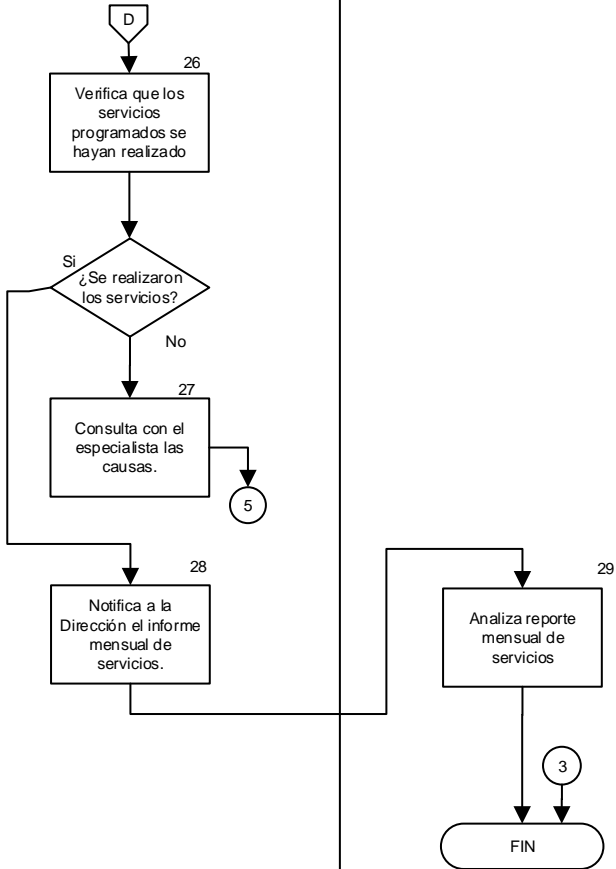 D
26
Verifica que los
servicios
programados se
hayan realizado
Si
¿Se realizaron
los servicios?
No
27
Consulta con el
especialista las
causas.
5
28
Notifica a la
Dirección el informe
mensual de
servicios.
29
Analiza reporte
mensual de
servicios
3
FIN